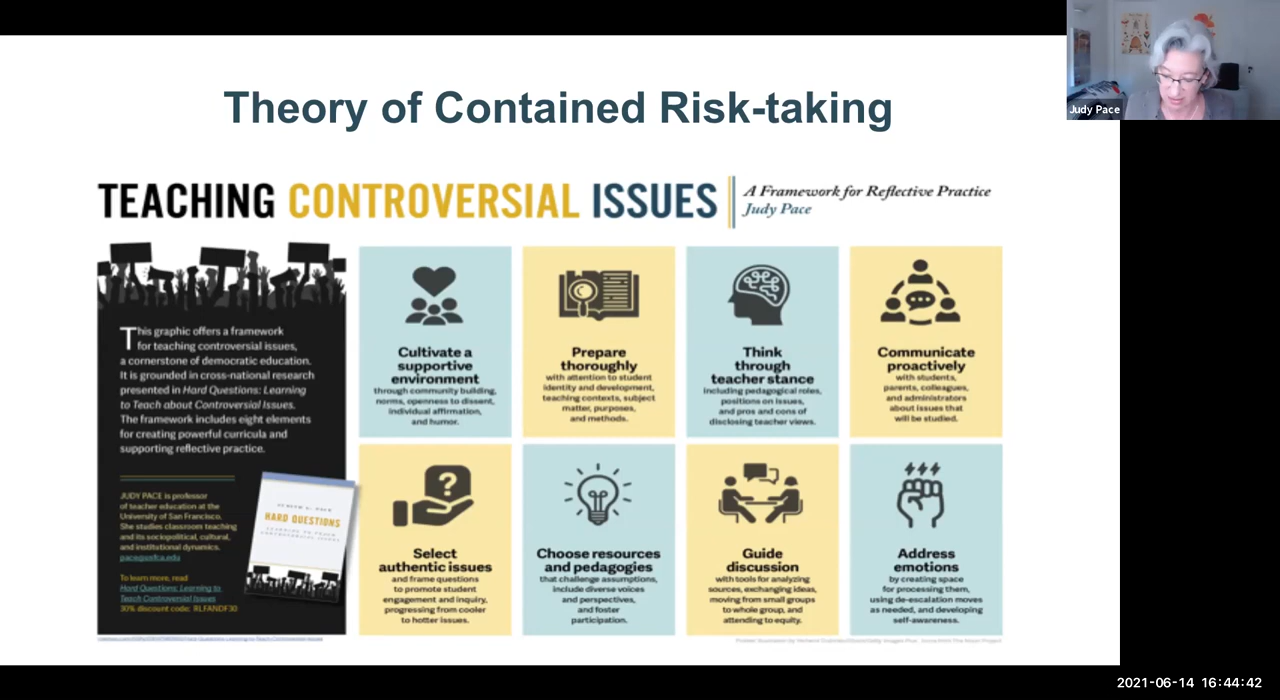 Judy Pace
Theory of Contained Risk-taking
TEACHING CONTROVERSIAL ISSUES
A Framework for Reflective Practice
Judy Pace
This graphic offers a framework
for teaching controversial issues,
a cornerstone of democratic education.
It is grounded in cross-national research
presented in Hard Questions: Learning
to Teach about Controversial Issues.
The framework includes eight elements
for creating powerful curricula and
supporting reflective practice.
JUDY PACE is professor
of teacher education at the
University of San Francisco.
She studies classroom teaching
and its sociopolitical, cultural,
and institutional dynamics.
pace@usfca.edu
To learn more, read
Hard Questions: Learning to
Teach Controversial Issues
30% discount code: RLFANDF30
HARD QUESTIONS
Cultivate a
supportive
environment
through community building,
norms, openness to dissent,
individual affirmation,
and humor.
Prepare
thoroughly
with attention to student
identity and development,
teaching contexts, subject
matter, purposes,
and methods.
Think
through
teacher stance
including pedagogical roles,
positions on issues,
and pros and cons of
disclosing teacher views.
Communicate
proactively
with students,
parents, colleagues,
and administrators
about issues that
will be studied.
?
Select
authentic issues
and frame questions
to promote student
engagement and inquiry,
progressing from cooler
to hotter issues.
Choose resources
and pedagogies
that challenge assumptions,
include diverse voices
and perspectives,
and foster
participation.
Guide
discussion
with tools for analyzing
sources, exchanging ideas,
moving from small groups
to whole group, and
attending to equity.
Address
emotions
by creating space
for processing them,
using de-escalation moves
as needed, and developing
self-awareness.
2021-06-14 16:44:42